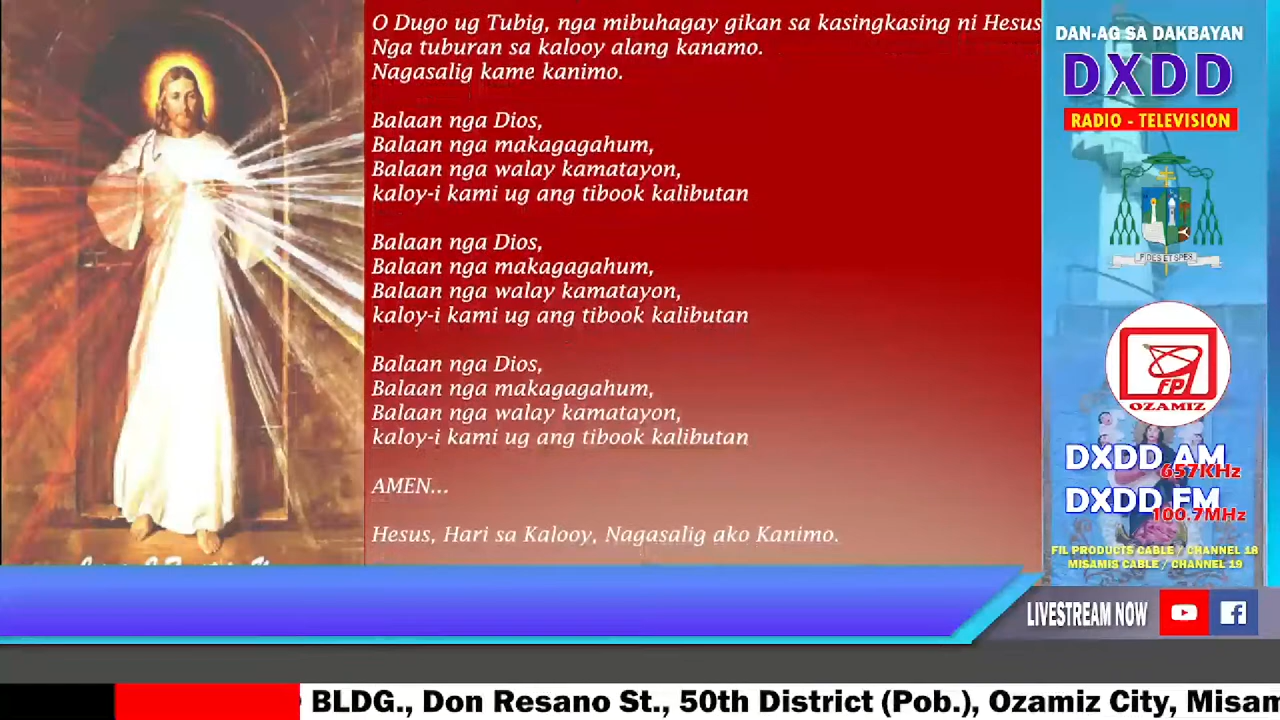 O Dugo ug Tubig, nga mibuhagay gikan sa kasingkasing ni Hesus
Nga tuburan sa kalooy alang kanamo.
Nagasalig kame kanimo.
Balaan nga Dios,
Balaan nga makagagahum,
Balaan nga walay kamatayon,
kaloy-i kami ug ang tibook kalibutan
Balaan nga Dios,
Balaan nga makagagahum,
Balaan nga walay kamatayon,
kaloy-i kami ug ang tibook kalibutan
Balaan nga Dios,
Balaan nga makagagahum,
Balaan nga walay kamatayon,
kaloy-i kami ug ang tibook kalibutan
AMEN...
Hesus, Hari sa Kalooy, Nagasalig ako Kanimo.
DAN-AG SA DAKBAYAN
DXDD
RADIO - TELEVISION
FIDES ET SPES
FP
OZAMIZ
DXDD AM
657KHz
DXDD FM
100.7MHz
FIL PRODUCTS CABLE / CHANNEL 18
MISAMIS CABLE / CHANNEL 19
LIVESTREAM NOW
BLDG., Don Resano St., 50th District (Pob.), Ozamiz City, Misam